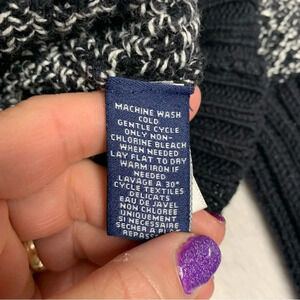 MACHINE WASH
COLD
GENTLE CYCLE
ONLY NON-
CHLORINE BLEACH
WHEN NEEDED
LAY FLAT TO DRY
WARM IRON IF
NEEDED
LAVAGE A 30°
CYCLE TEXTILES
DELICATS
EAU DE JAVEL
NON CHLOREE
UNIQUEMENT
SI NECESSAIRE
SECHER A PLAT
REPASS